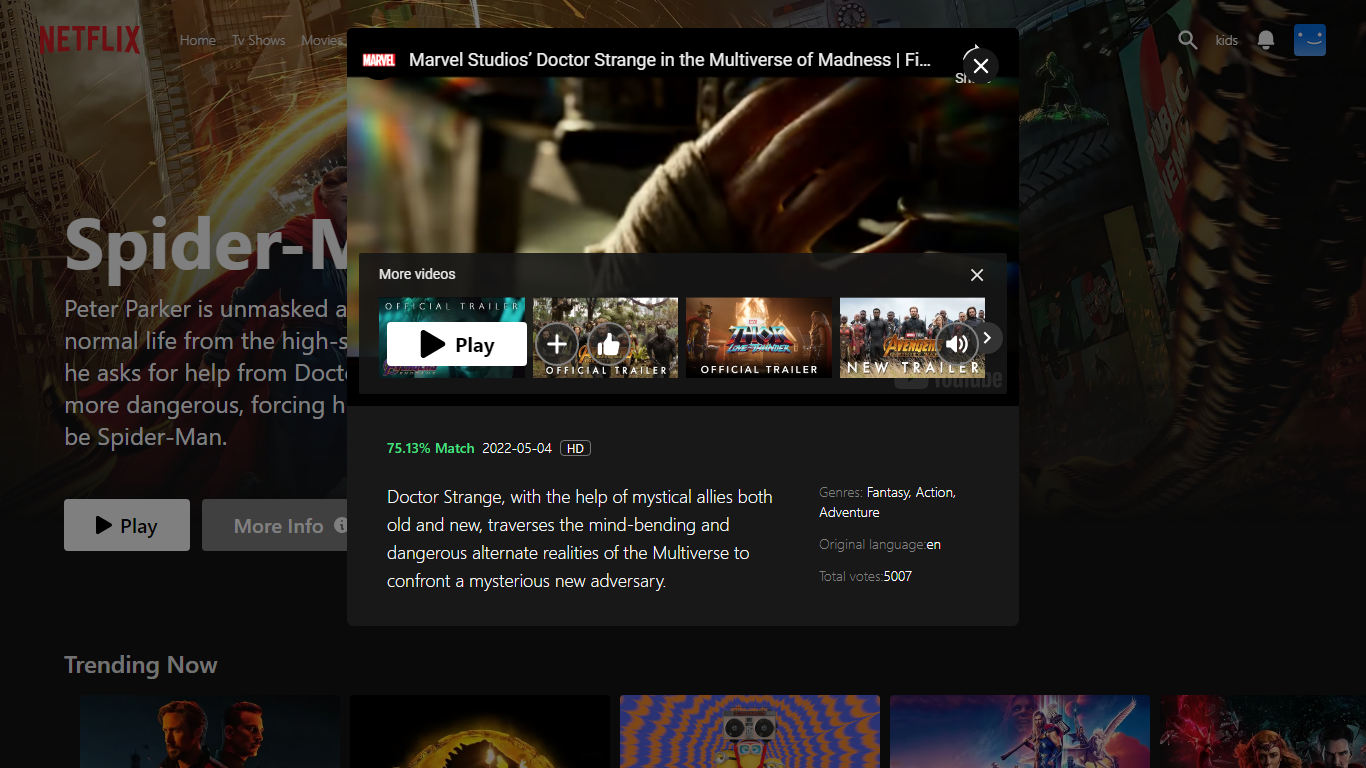 NETFLIX
Home Tv Shows Movies
kids
MARVEL Marvel Studios’ Doctor Strange in the Multiverse of Madness | Fi...
Spider-M
Peter Parker is unmasked a
normal life from the high-s
he asks for help from Doct
more dangerous, forcing h
be Spider-Man.
Play
More Info
More videos
OFFICIAL TRAILER
Play
OFFICIAL TRAILER
THOR
LOVE AND THUNDER
OFFICIAL TRAILER
NEW TRAILER
YouTube
75.13% Match 2022-05-04 HD
Doctor Strange, with the help of mystical allies both
old and new, traverses the mind-bending and
dangerous alternate realities of the Multiverse to
confront a mysterious new adversary.
Genres: Fantasy, Action,
Adventure
Original language:en
Total votes:5007
Trending Now